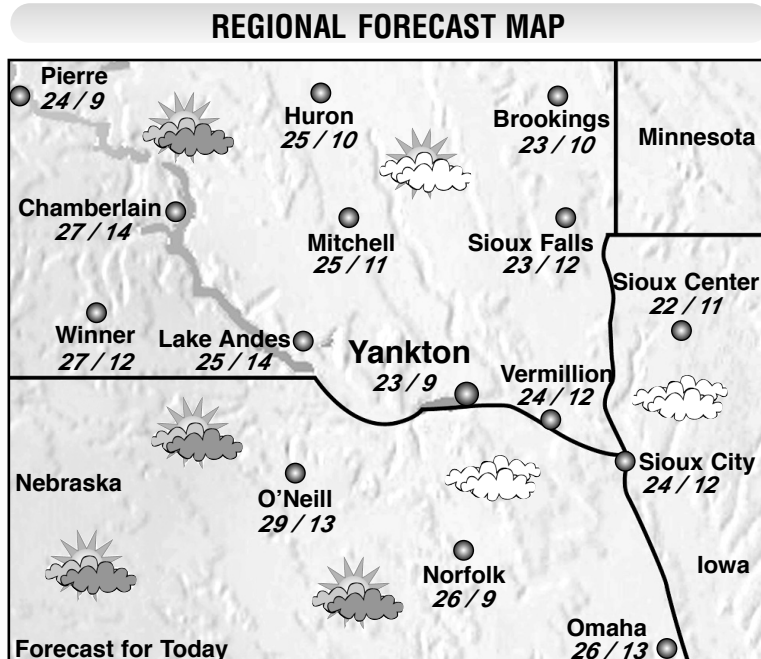 REGIONAL FORECAST MAP
Pierre
24 / 9
Huron
25 / 10
Brookings
23 / 10
Minnesota
Chamberlain
27 / 14
Mitchell
25 / 11
Sioux Falls
23 / 12
Sioux Center
22 / 11
Winner
27 / 12
Lake Andes
25 / 14
Yankton
23 / 9
Vermillion
24 / 12
Nebraska
O'Neill
29 / 13
Sioux City
24 / 12
Norfolk
26 / 9
Iowa
Omaha
26 / 13
Forecast for Today